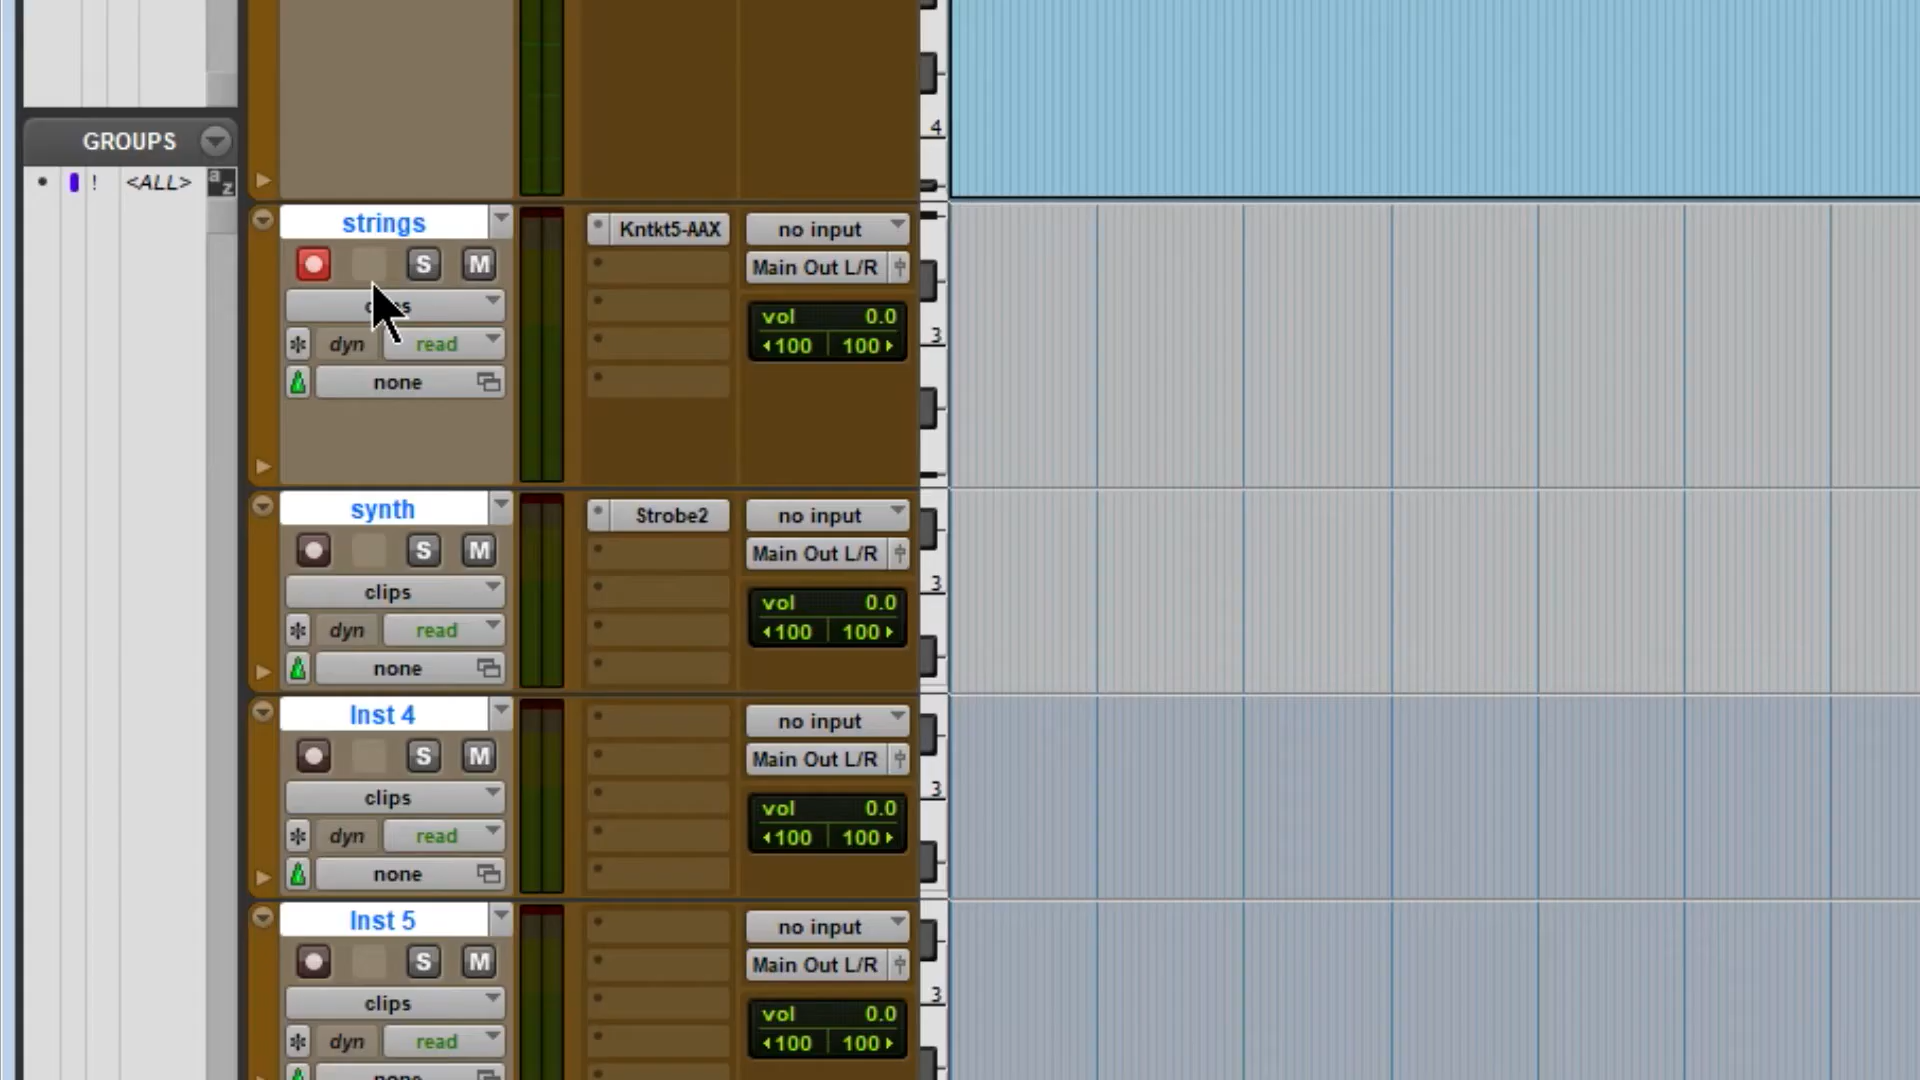 4
GROUPS
! <ALL> a z
strings
Kntkt5-AAX
no input
S M
Main Out L/R
vol 0.0
3
dyn read
100 100
none
synth
Strobe2
no input
S M
Main Out L/R
3
clips
vol 0.0
dyn read
100 100
none
Inst 4
no input
S M
Main Out L/R
3
clips
vol 0.0
dyn read
100 100
none
Inst 5
no input
S M
Main Out L/R
3
clips
vol 0.0
dyn read
100 100